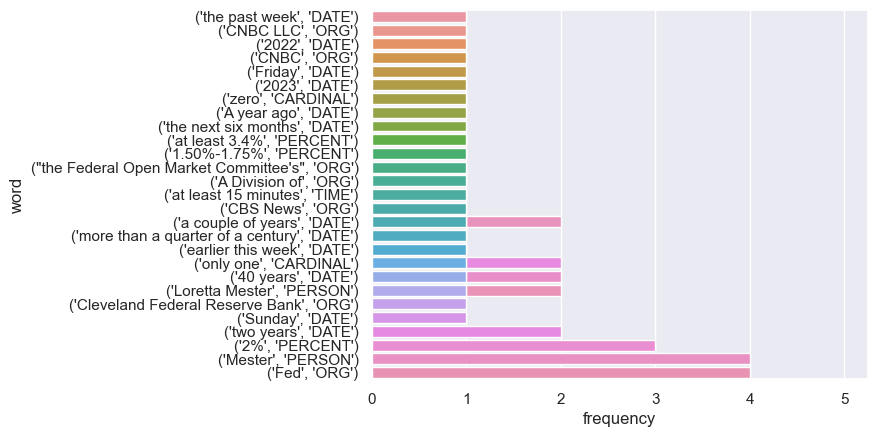 ('the past week', 'DATE')
('CNBC LLC', 'ORG')
('2022', 'DATE')
('CNBC', 'ORG')
('Friday', 'DATE')
('2023', 'DATE')
('zero', 'CARDINAL')
('A year ago', 'DATE')
('the next six months', 'DATE')
('at least 3.4%', 'PERCENT')
('1.50%-1.75%', 'PERCENT')
("the Federal Open Market Committee's", 'ORG')
('A Division of', 'ORG')
('at least 15 minutes', 'TIME')
('CBS News', 'ORG')
('a couple of years', 'DATE')
('more than a quarter of a century', 'DATE')
('earlier this week', 'DATE')
('only one', 'CARDINAL')
('40 years', 'DATE')
('Loretta Mester', 'PERSON')
('Cleveland Federal Reserve Bank', 'ORG')
('Sunday', 'DATE')
('two years', 'DATE')
('2%', 'PERCENT')
('Mester', 'PERSON')
('Fed', 'ORG')
word
0 1 2 3 4 5
frequency